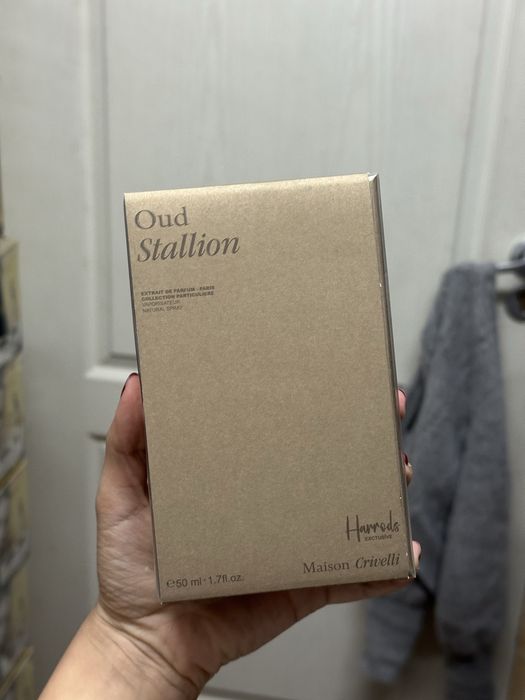 Oud
Stallion
EXTRAIT DE PARFUM - PARIS
COLLECTION PARTICULIÈRE
VAPORISATEUR
NATURAL SPRAY
Harrods
EXCLUSIVE
Maison Crivelli
℮50 ml · 1.7fl.oz.